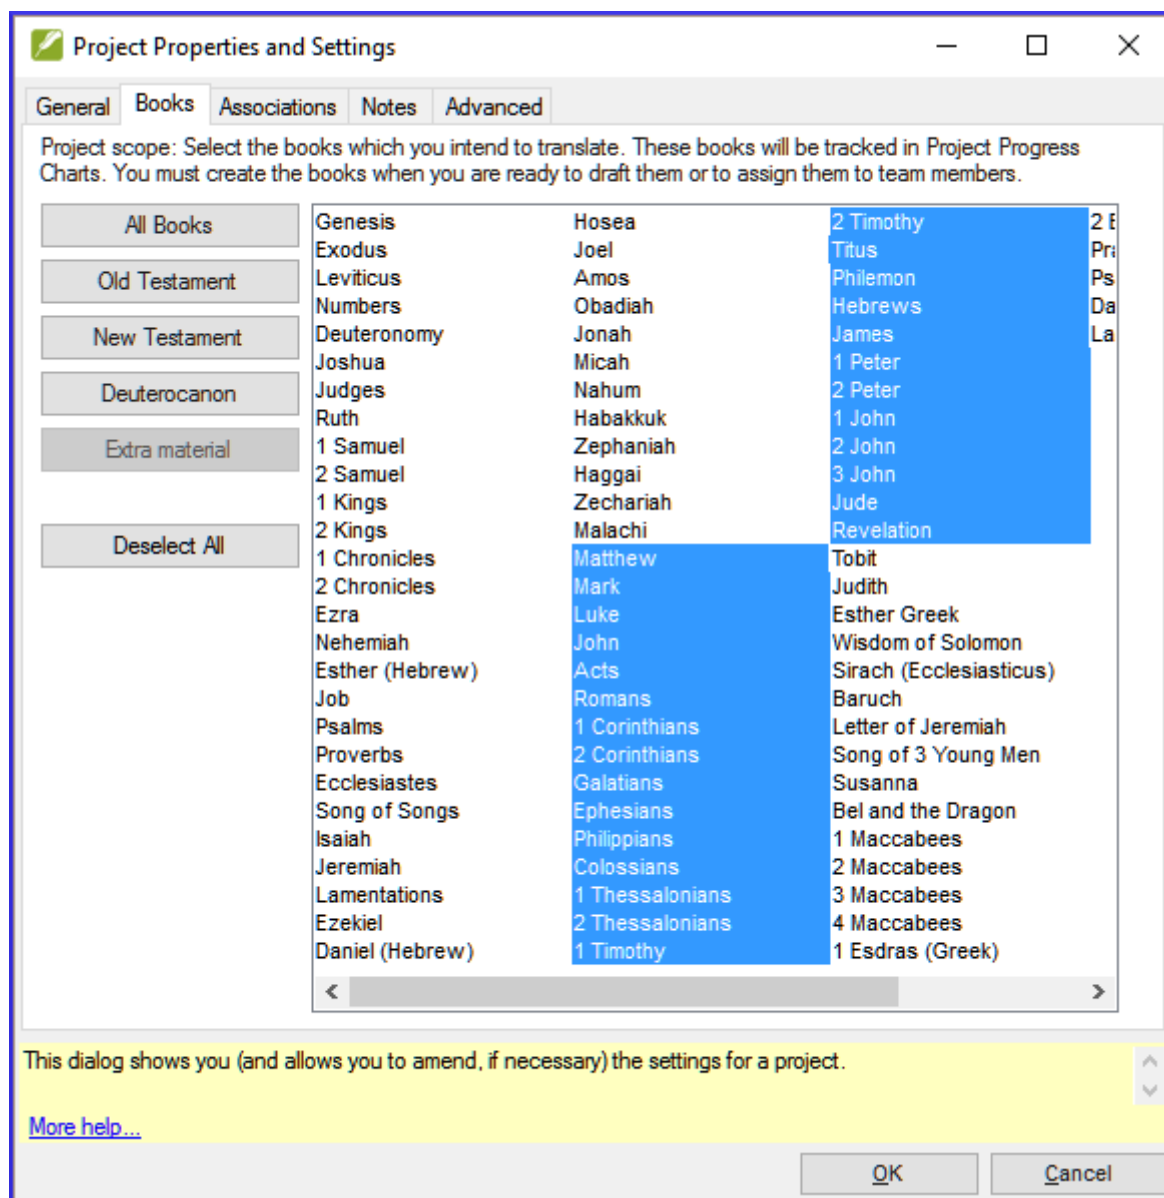 Project Properties and Settings
General Books Associations Notes Advanced
Project scope: Select the books which you intend to translate. These books will be tracked in Project Progress
Charts. You must create the books when you are ready to draft them or to assign them to team members.
All Books
Old Testament
New Testament
Deuterocanon
Extra material
Deselect All
Genesis
Exodus
Leviticus
Numbers
Deuteronomy
Joshua
Judges
Ruth
1 Samuel
2 Samuel
1 Kings
2 Kings
1 Chronicles
2 Chronicles
Ezra
Nehemiah
Esther (Hebrew)
Job
Psalms
Proverbs
Ecclesiastes
Song of Songs
Isaiah
Jeremiah
Lamentations
Ezekiel
Daniel (Hebrew)
Hosea
Joel
Amos
Obadiah
Jonah
Micah
Nahum
Habakkuk
Zephaniah
Haggai
Zechariah
Malachi
Matthew
Mark
Luke
John
Acts
Romans
1 Corinthians
2 Corinthians
Galatians
Ephesians
Philippians
Colossians
1 Thessalonians
2 Thessalonians
1 Timothy
2 Timothy
Titus
Philemon
Hebrews
James
1 Peter
2 Peter
1 John
2 John
3 John
Jude
Revelation
Tobit
Judith
Esther Greek
Wisdom of Solomon
Sirach (Ecclesiasticus)
Baruch
Letter of Jeremiah
Song of 3 Young Men
Susanna
Bel and the Dragon
1 Maccabees
2 Maccabees
3 Maccabees
4 Maccabees
1 Esdras (Greek)
2
Ps
Da
La
This dialog shows you (and allows you to amend, if necessary) the settings for a project.
More help...
OK
Cancel